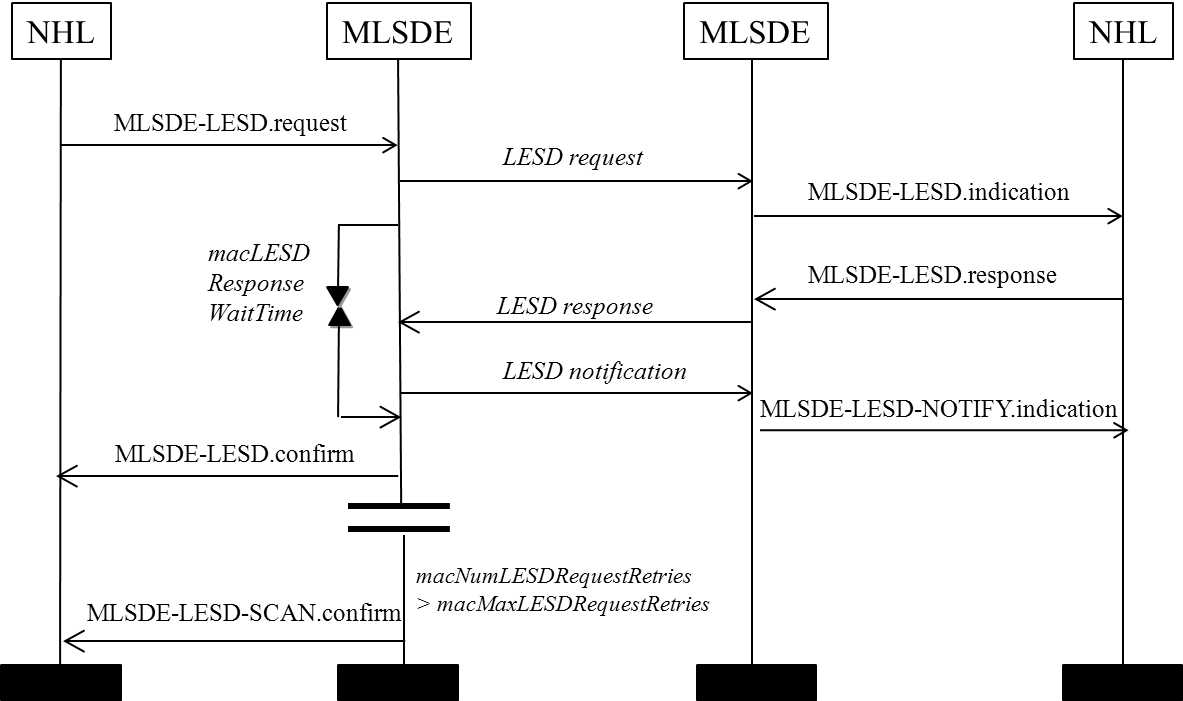 NHL
MLSDE
MLSDE
NHL
MLSDE-LESD.request
LESD request
MLSDE-LESD.indication
macLESD
Response
WaitTime
MLSDE-LESD.response
LESD response
LESD notification
MLSDE-LESD-NOTIFY.indication
MLSDE-LESD.confirm
macNumLESDRequestRetries
> macMaxLESDRequestRetries
MLSDE-LESD-SCAN.confirm